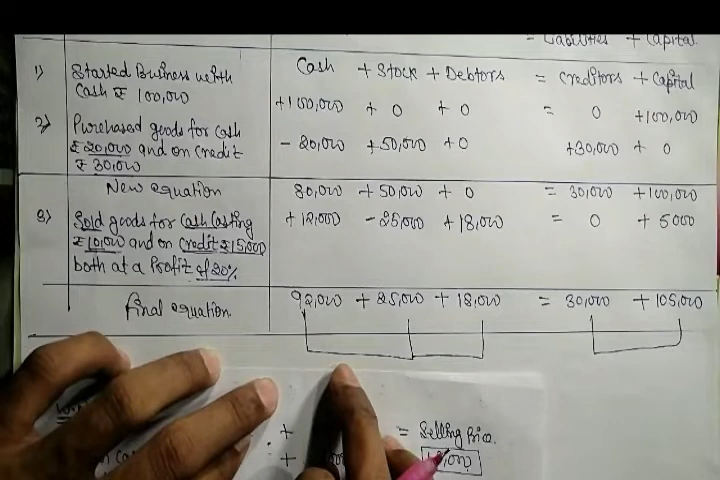 = Liabilities + Capital
1) Started Business with Cash + Stock + Debtors = Creditors + Capital
Cash ₹ 100,000 +100,000 + 0 + 0 = 0 +100,000
2) Purchased goods for cash - 20,000 +50,000 +0 +30,000 + 0
₹ 20,000 and on credit
₹ 30,000
New equation 80,000 + 50,000 + 0 = 30,000 +100,000
3) Sold goods for cash costing +12,000 - 25,000 +18,000 = 0 + 5000
₹ 10,000 and on credit ₹ 15,000
both at a Profit of 20%
Final equation. 92,000 + 25,000 + 18,000 = 30,000 + 105,000
+ = Selling Price.
: +